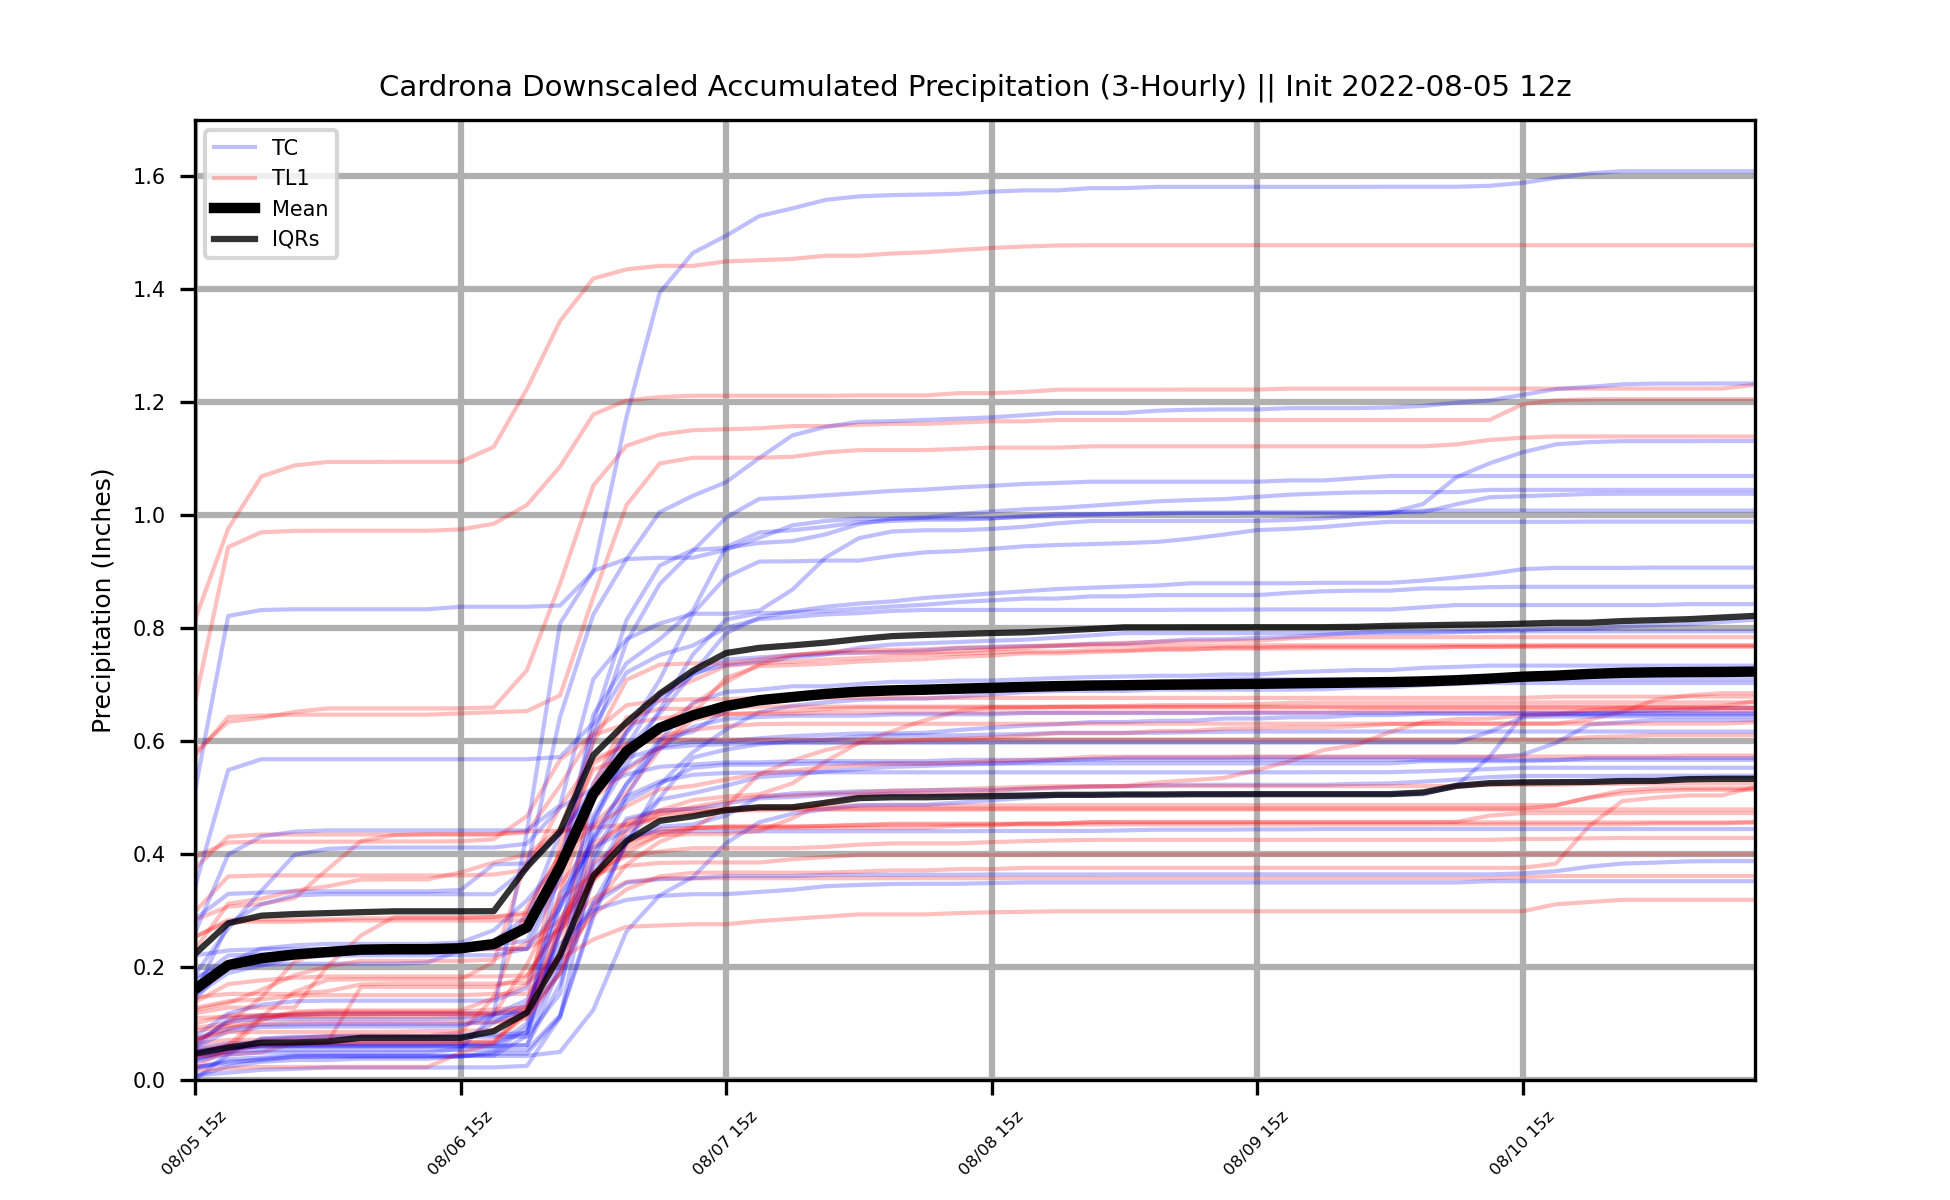 Cardrona Downscaled Accumulated Precipitation (3-Hourly) || Init 2022-08-05 12z
TC
TL1
Mean
IQRs
Precipitation (Inches)
1.6
1.4
1.2
1.0
0.8
0.6
0.4
0.2
0.0
08/05 15z
08/06 15z
08/07 15z
08/08 15z
08/09 15z
08/10 15z